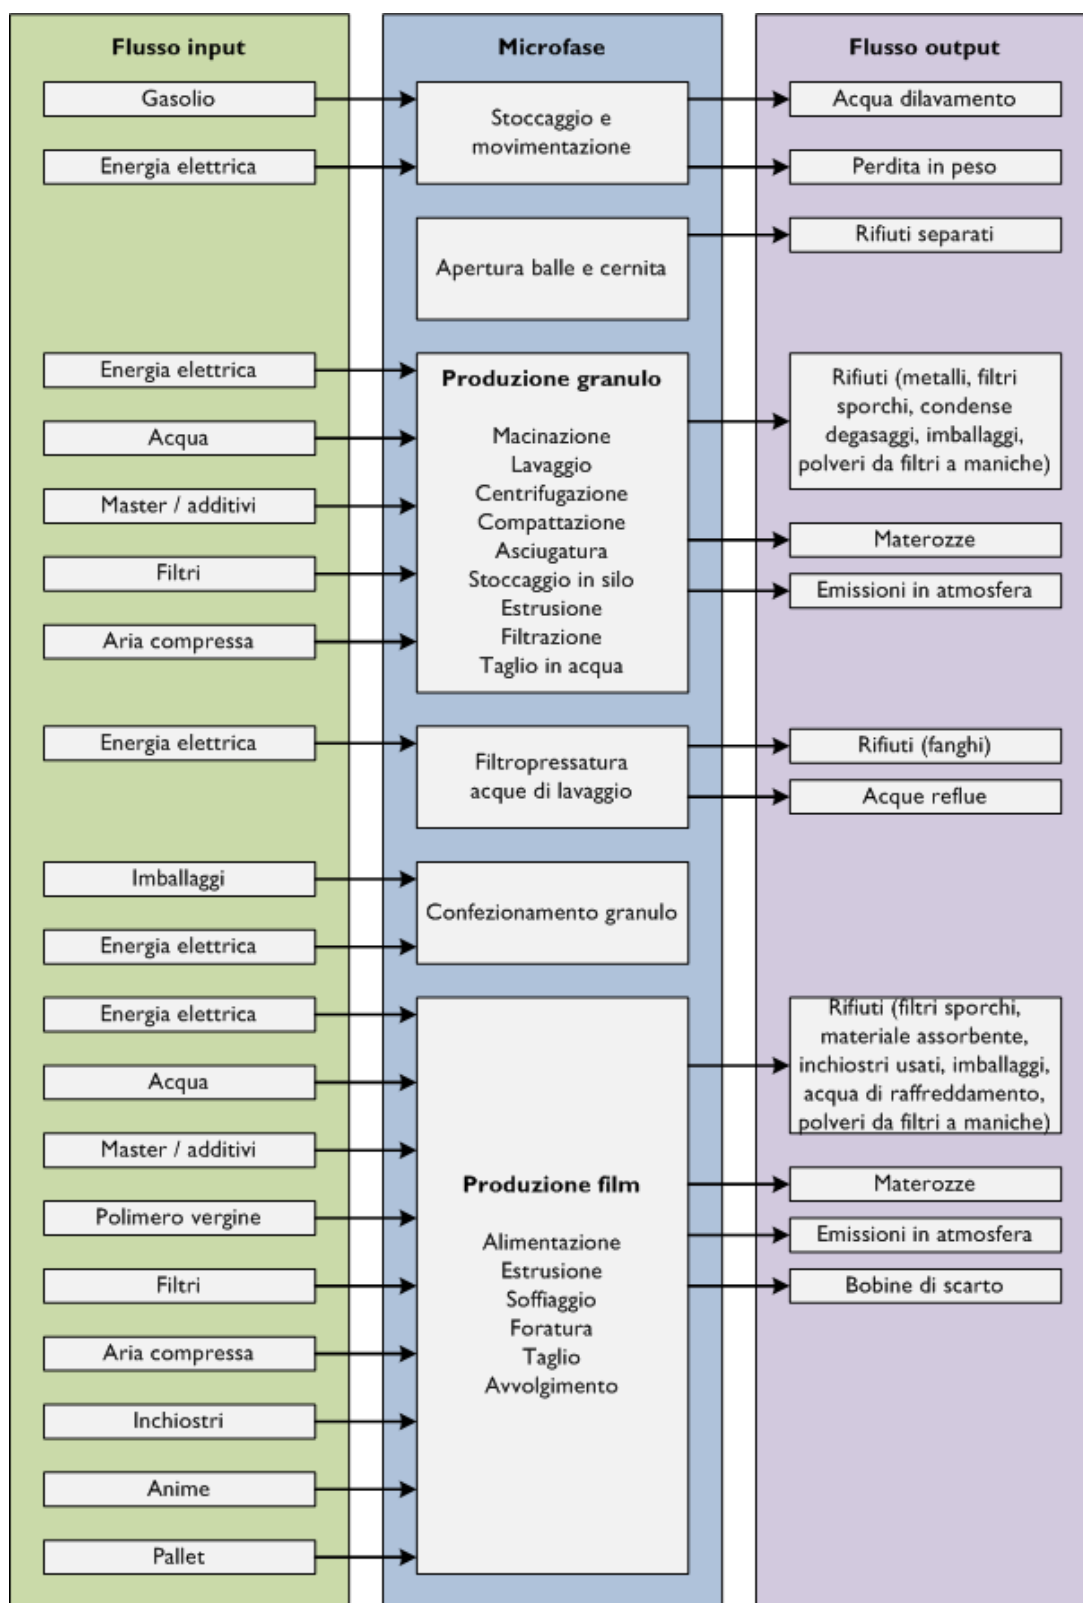 Flusso input
Microfase
Flusso output
Gasolio
Energia elettrica
Stoccaggio e
movimentazione
Acqua dilavamento
Perdita in peso
Apertura balle e cernita
Rifiuti separati
Energia elettrica
Acqua
Master / additivi
Filtri
Aria compressa
Produzione granulo
Macinazione
Lavaggio
Centrifugazione
Compattazione
Asciugatura
Stoccaggio in silo
Estrusione
Filtrazione
Taglio in acqua
Rifiuti (metalli, filtri
sporchi, condense
degasaggi, imballaggi,
polveri da filtri a maniche)
Materozze
Emissioni in atmosfera
Energia elettrica
Filtropressatura
acque di lavaggio
Rifiuti (fanghi)
Acque reflue
Imballaggi
Energia elettrica
Confezionamento granulo
Energia elettrica
Acqua
Master / additivi
Polimero vergine
Filtri
Aria compressa
Inchiostri
Anime
Pallet
Produzione film
Alimentazione
Estrusione
Soffiaggio
Foratura
Taglio
Avvolgimento
Rifiuti (filtri sporchi,
materiale assorbente,
inchiostri usati, imballaggi,
acqua di raffreddamento,
polveri da filtri a maniche)
Materozze
Emissioni in atmosfera
Bobine di scarto